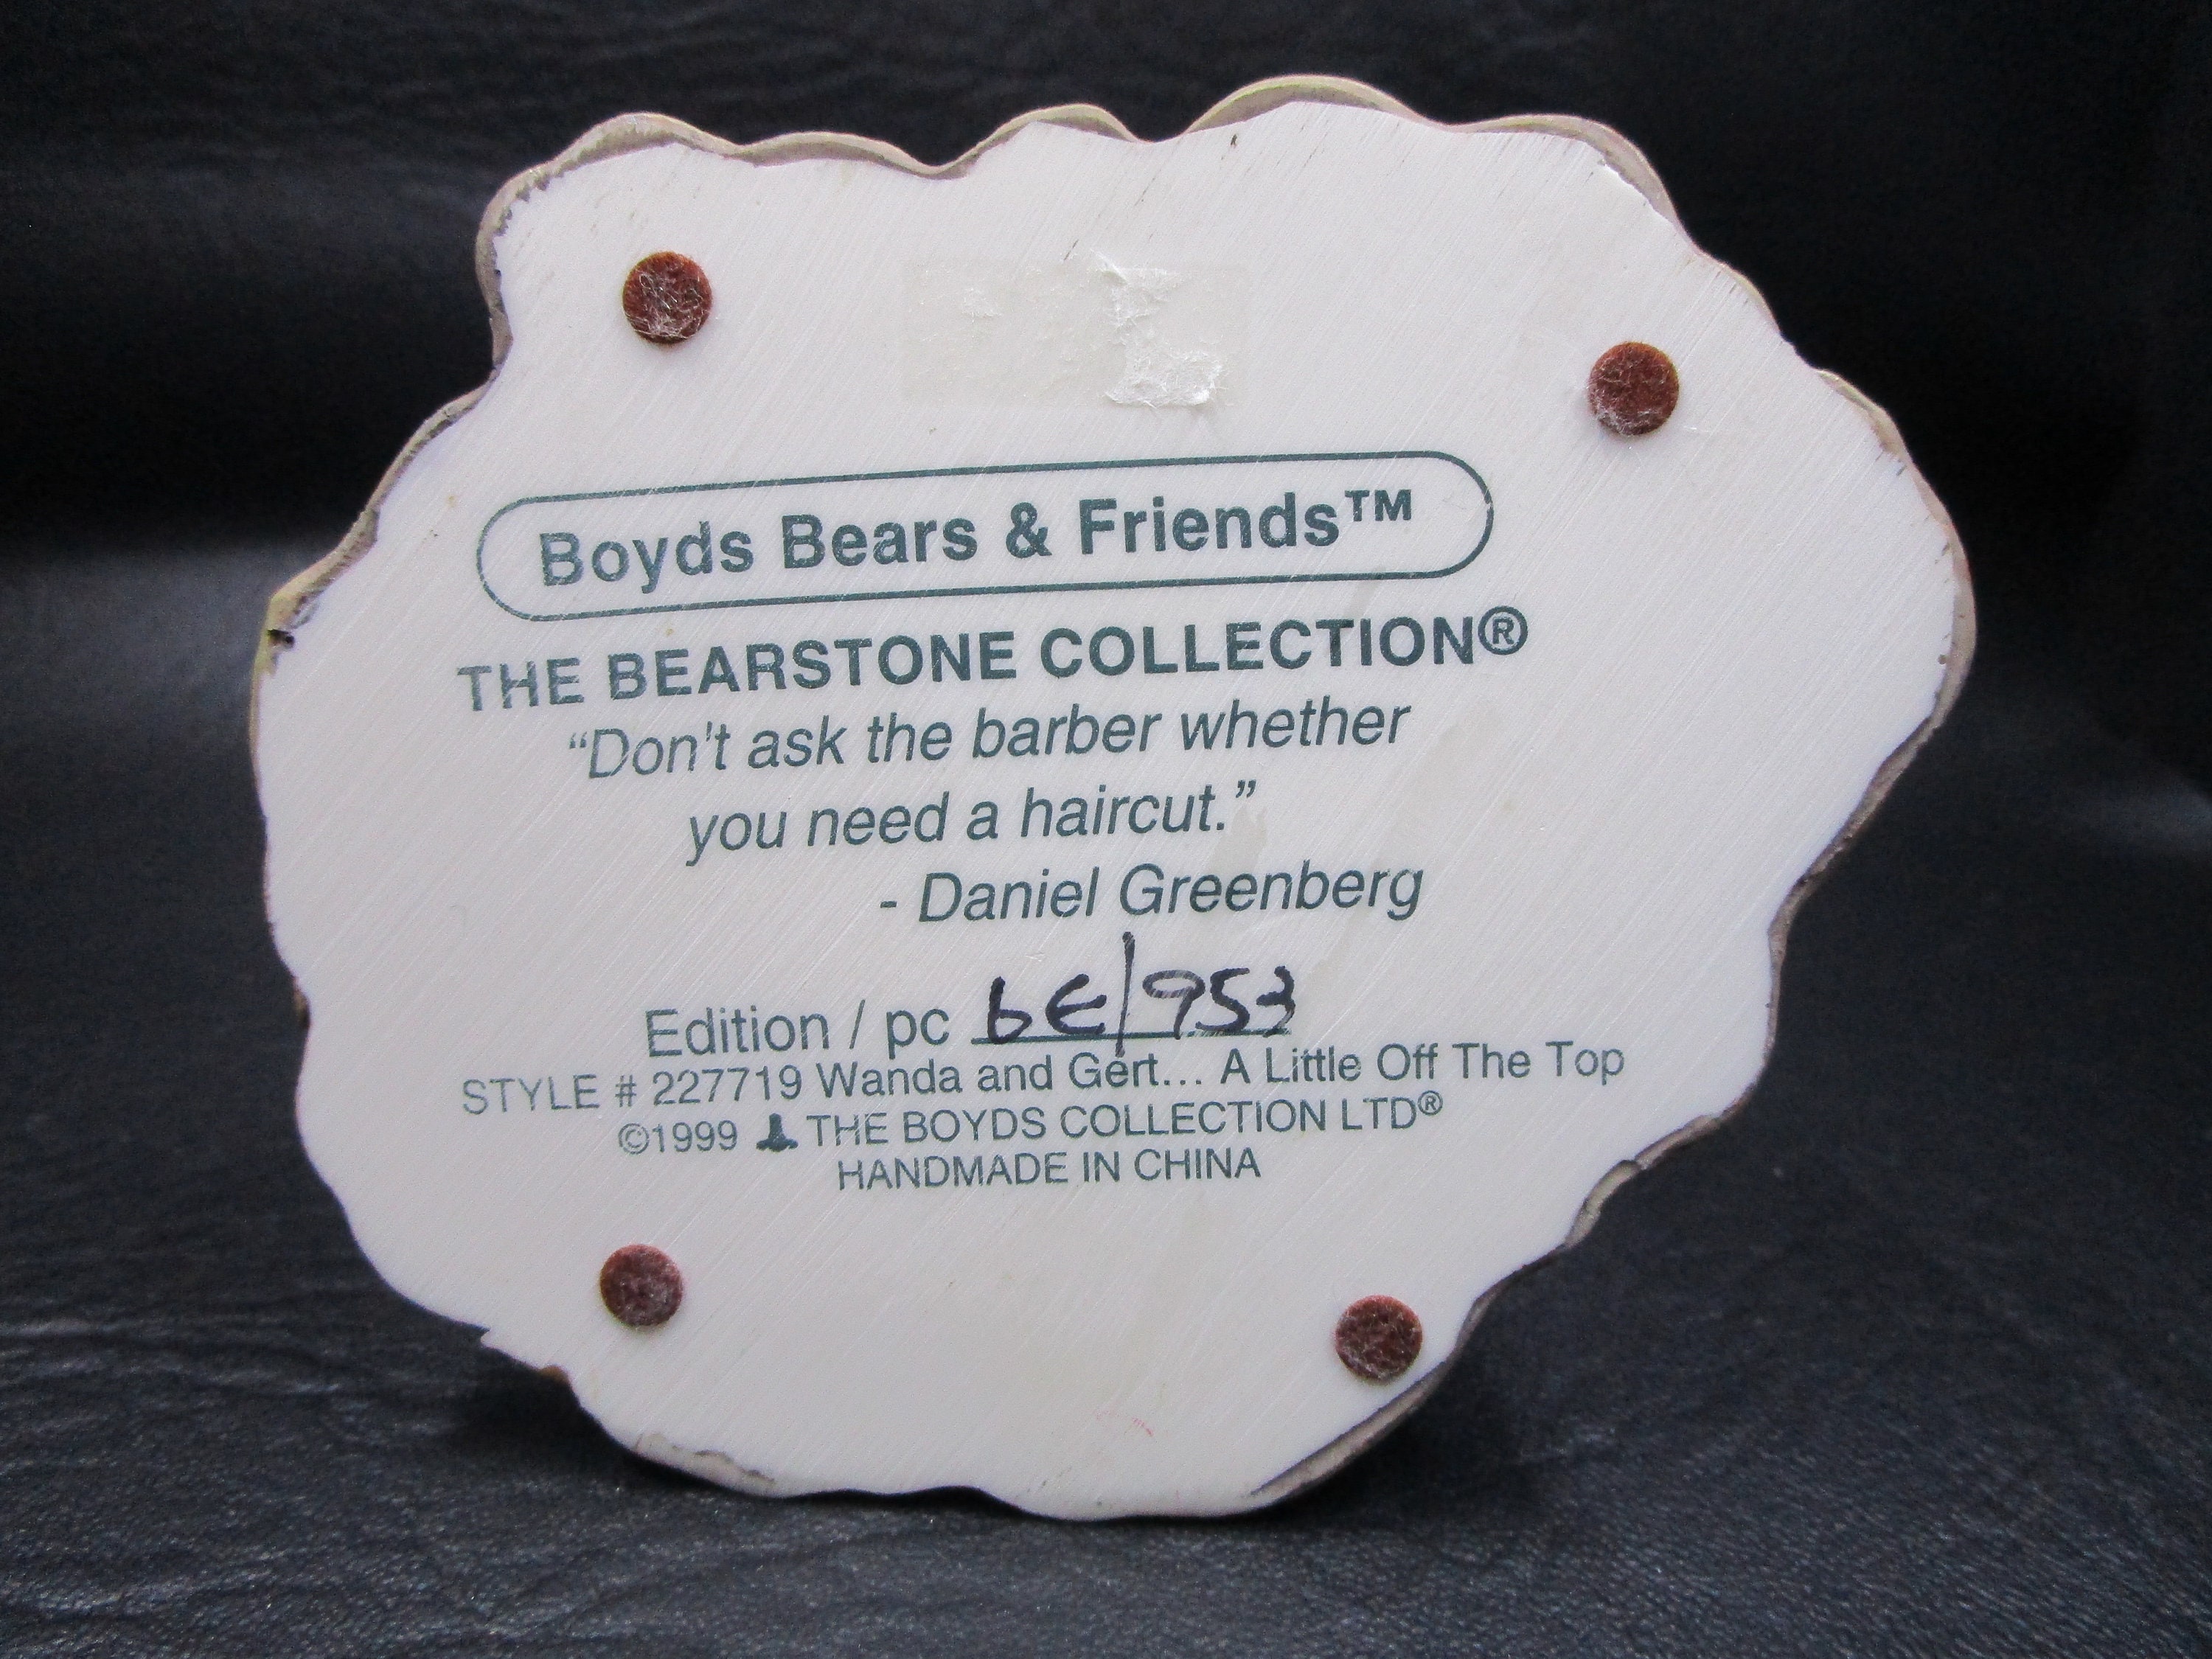 Boyds Bears & Friends™
THE BEARSTONE COLLECTION®
“Don't ask the barber whether
you need a haircut.”
- Daniel Greenberg
Edition / pc 6E/953
STYLE # 227719 Wanda and Gert... A Little Off The Top
©1999 THE BOYDS COLLECTION LTD®
HANDMADE IN CHINA